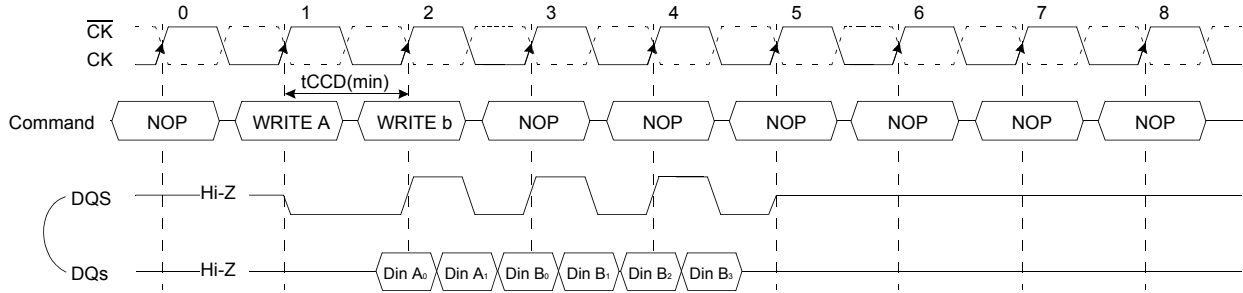 0 1 2 3 4 5 6 7 8
CK
CK
tCCD(min)
Command NOP WRITE A WRITE b NOP NOP NOP NOP NOP NOP
DQS Hi-Z
DQs Hi-Z Din A0 Din A1 Din B0 Din B1 Din B2 Din B3